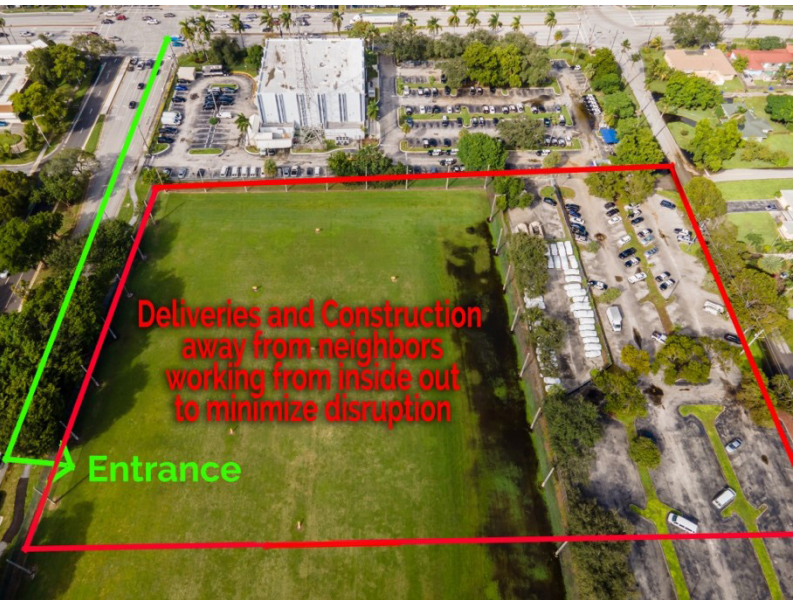 Deliveries and Construction
away from neighbors
working from inside out
to minimize disruption
Entrance